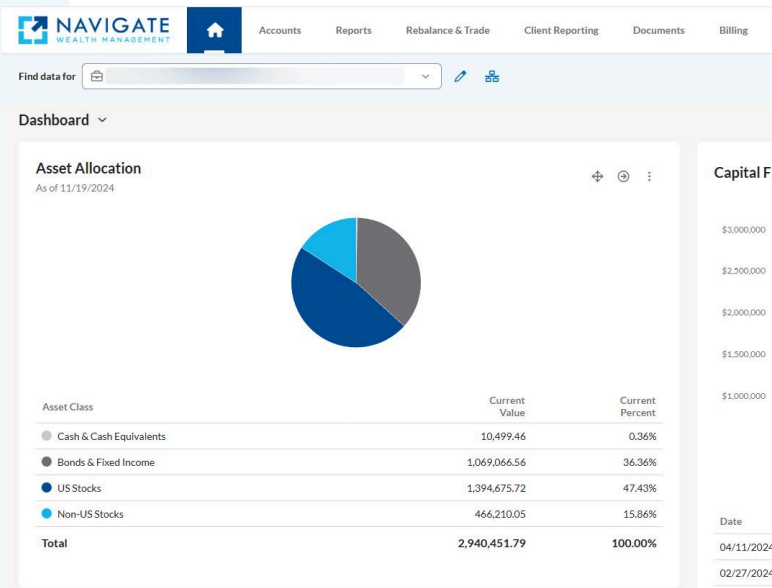 NAVIGATE
WEALTH MANAGEMENT
Accounts Reports Rebalance & Trade Client Reporting Documents Billing
Find data for
Dashboard
Asset Allocation
As of 11/19/2024
Asset Class Current Value Current Percent
Cash & Cash Equivalents 10,499.46 0.36%
Bonds & Fixed Income 1,069,066.56 36.36%
US Stocks 1,394,675.72 47.43%
Non-US Stocks 466,210.05 15.86%
Total 2,940,451.79 100.00%
Capital F
$3,000,000
$2,500,000
$2,000,000
$1,500,000
$1,000,000
Date
04/11/2024
02/27/2024